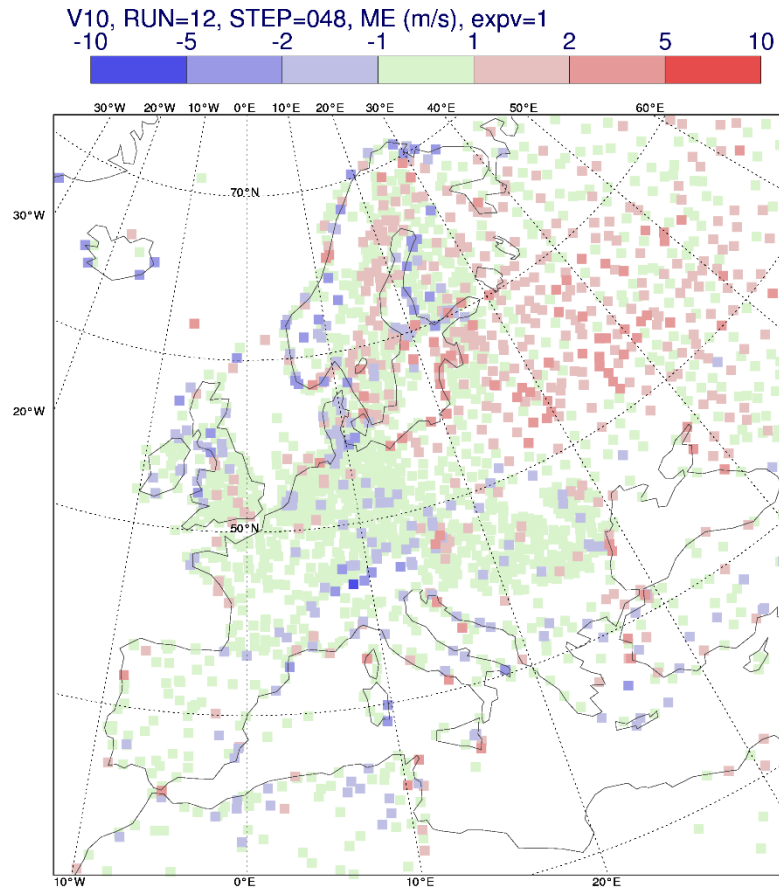 V10, RUN=12, STEP=048, ME (m/s), expv=1
-10 -5 -2 -1 1 2 5 10
30°W 20°W 10°W 0°E 10°E 20°E 30°E 40°E 50°E 60°E
70°N
30°W
20°W
50°N
10°W 0°E 10°E 20°E